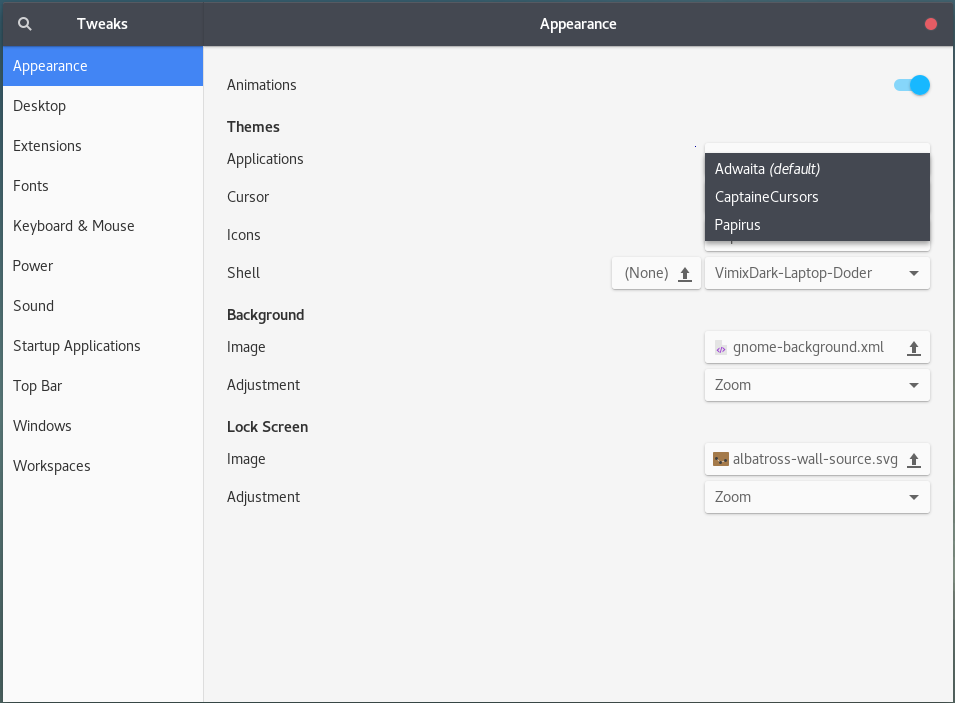 Tweaks
Appearance
Appearance
Desktop
Extensions
Fonts
Keyboard & Mouse
Power
Sound
Startup Applications
Top Bar
Windows
Workspaces
Animations
Themes
Applications
Cursor
Adwaita (default)
CaptaineCursors
Papirus
Icons
Shell
(None)
VimixDark-Laptop-Doder
Background
Image
gnome-background.xml
Adjustment
Zoom
Lock Screen
Image
albatross-wall-source.svg
Adjustment
Zoom